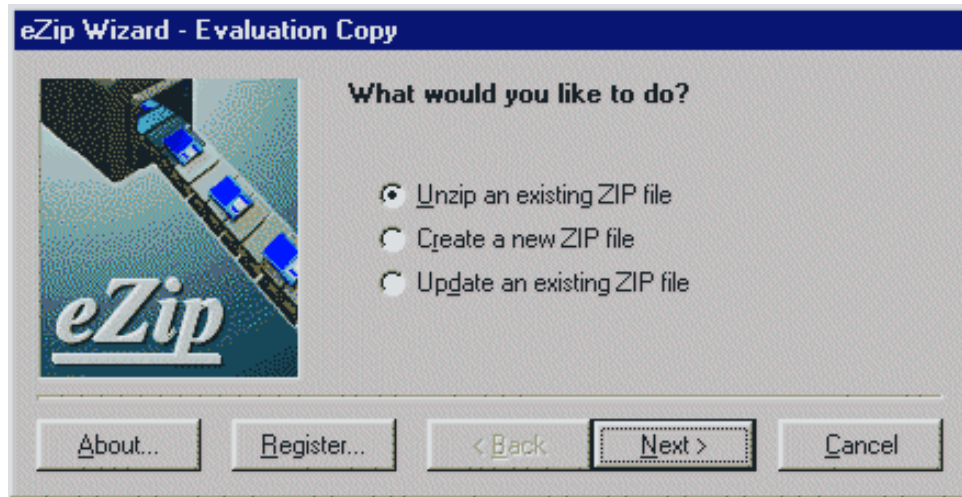 eZip Wizard - Evaluation Copy
What would you like to do?
Unzip an existing ZIP file
Create a new ZIP file
Update an existing ZIP file
eZip
About... Register... < Back Next > Cancel